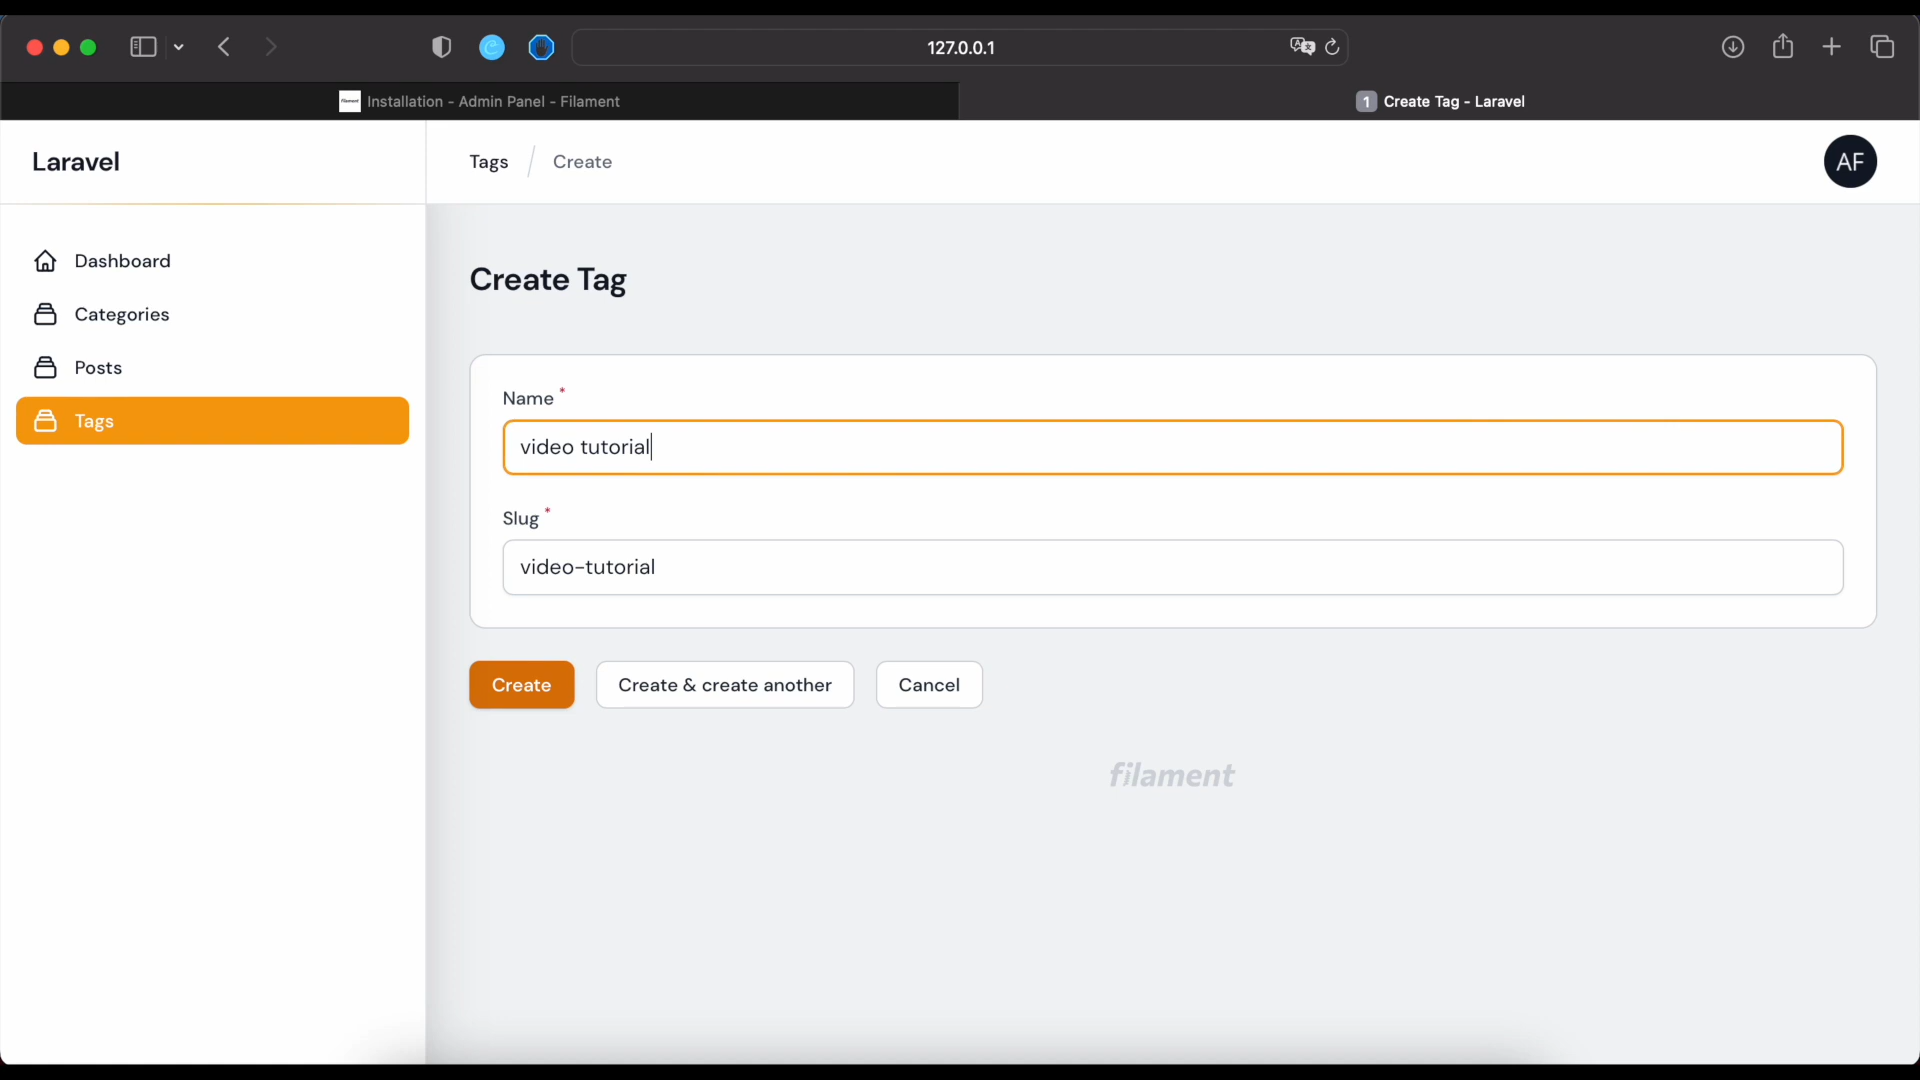 127.0.0.1
Installation - Admin Panel - Filament
1 Create Tag - Laravel
Laravel
Tags / Create
AF
Dashboard
Categories
Posts
Tags
Create Tag
Name *
video tutorial
Slug *
video-tutorial
Create
Create & create another
Cancel
filament